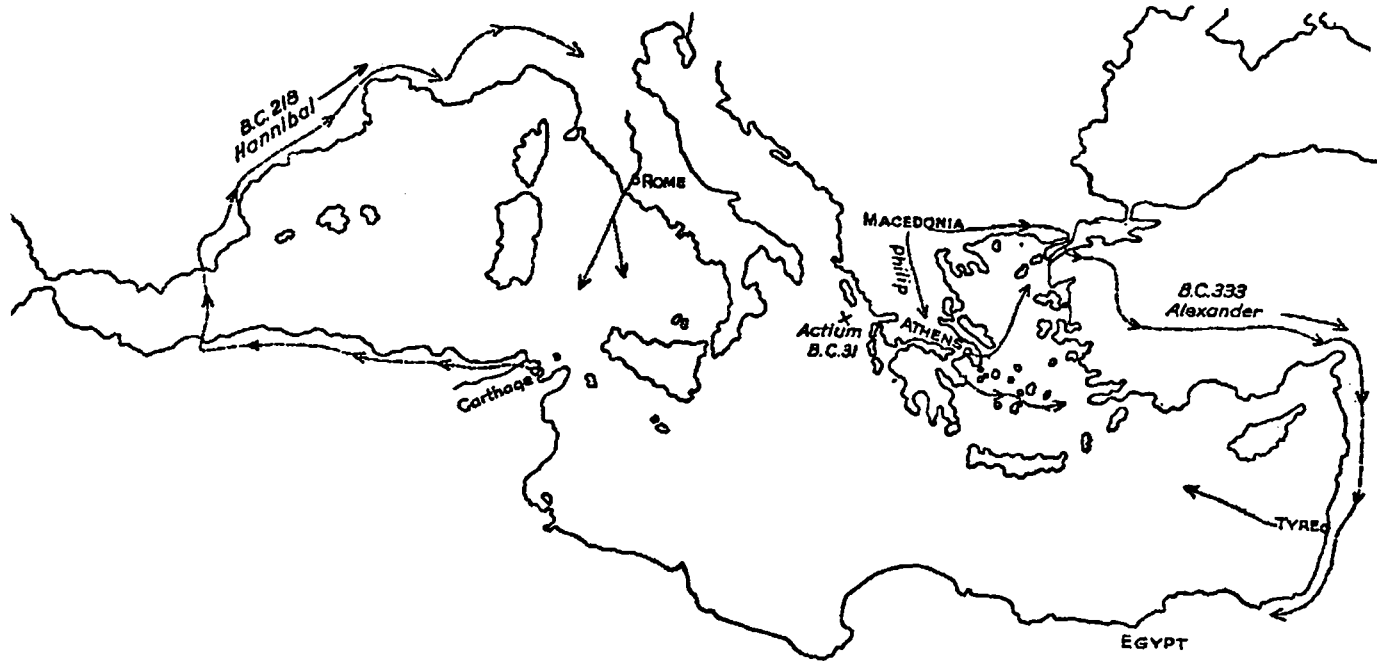 B.C.218
Hannibal
ROME
MACEDONIA
Philip
B.C.333
Alexander
Actium
B.C.31
ATHENS
Carthage
TYRE
EGYPT